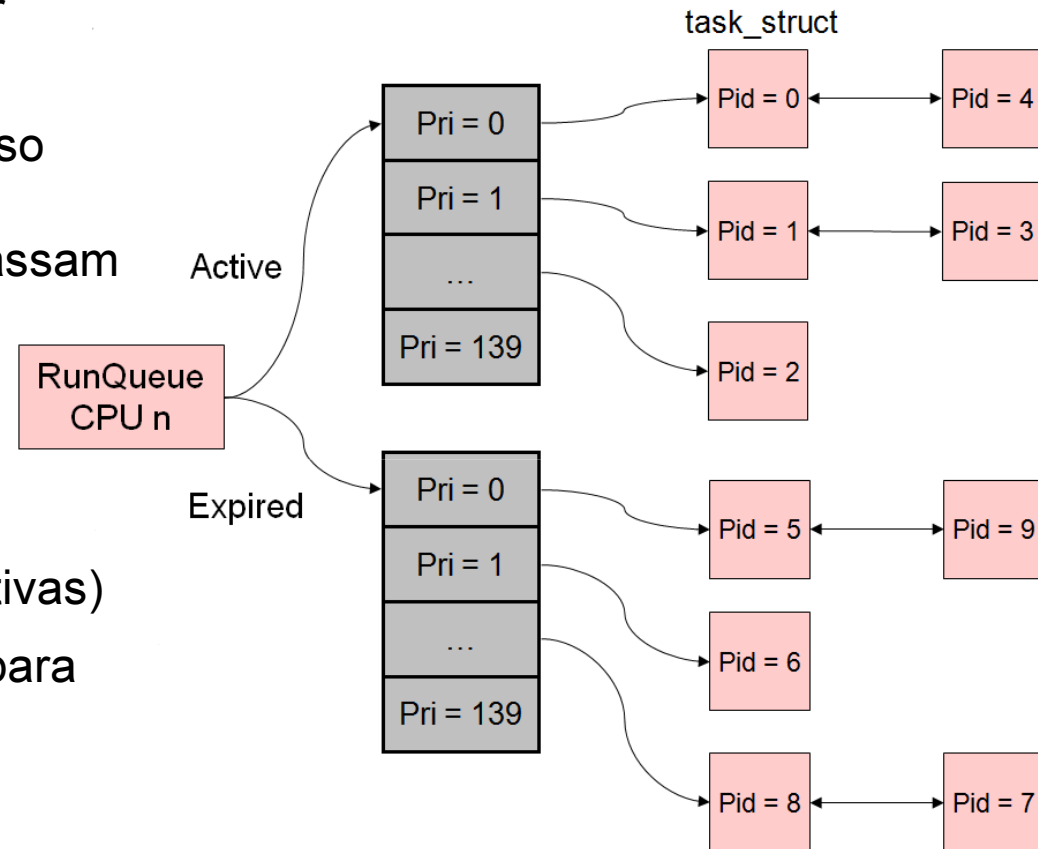 task_struct
so
assam
tivas)
para
RunQueue
CPU n
Active
Expired
Pri = 0
Pri = 1
...
Pri = 139
Pri = 0
Pri = 1
...
Pri = 139
Pid = 0
Pid = 4
Pid = 1
Pid = 3
Pid = 2
Pid = 5
Pid = 9
Pid = 6
Pid = 8
Pid = 7